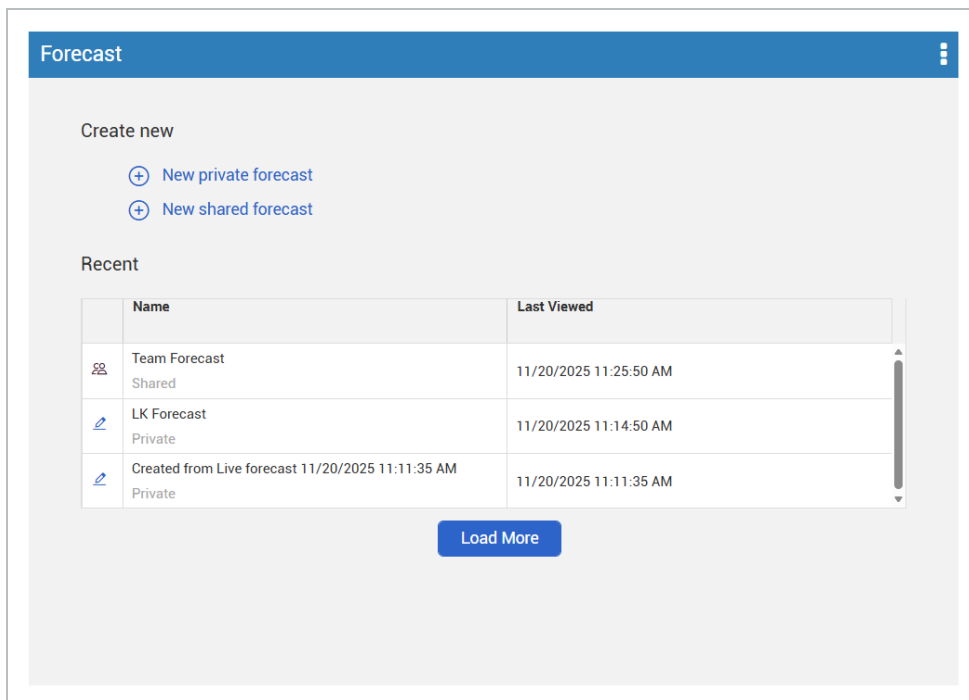 Forecast
Create new
New private forecast
New shared forecast
Recent
Name Last Viewed
Team Forecast
Shared
11/20/2025 11:25:50 AM
LK Forecast
Private
11/20/2025 11:14:50 AM
Created from Live forecast 11/20/2025 11:11:35 AM
Private
11/20/2025 11:11:35 AM
Load More